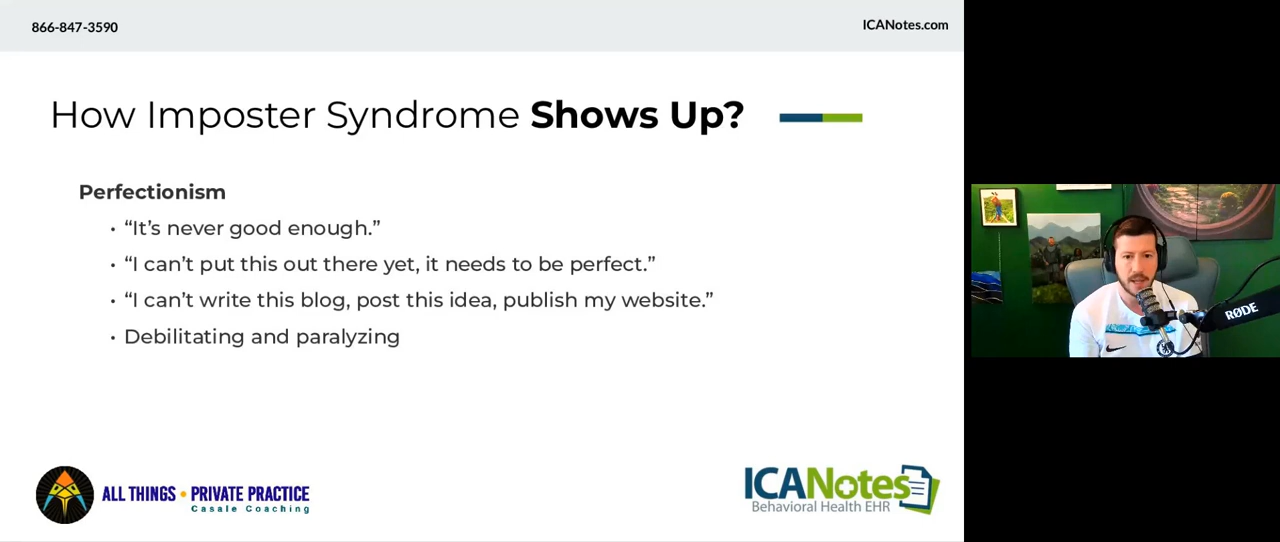 866-847-3590
ICANotes.com
How Imposter Syndrome Shows Up?
Perfectionism
• “It’s never good enough.”
• “I can’t put this out there yet, it needs to be perfect.”
• “I can’t write this blog, post this idea, publish my website.”
• Debilitating and paralyzing
ALL THINGS • PRIVATE PRACTICE
Casale Coaching
ICANotes
Behavioral Health EHR
RØDE